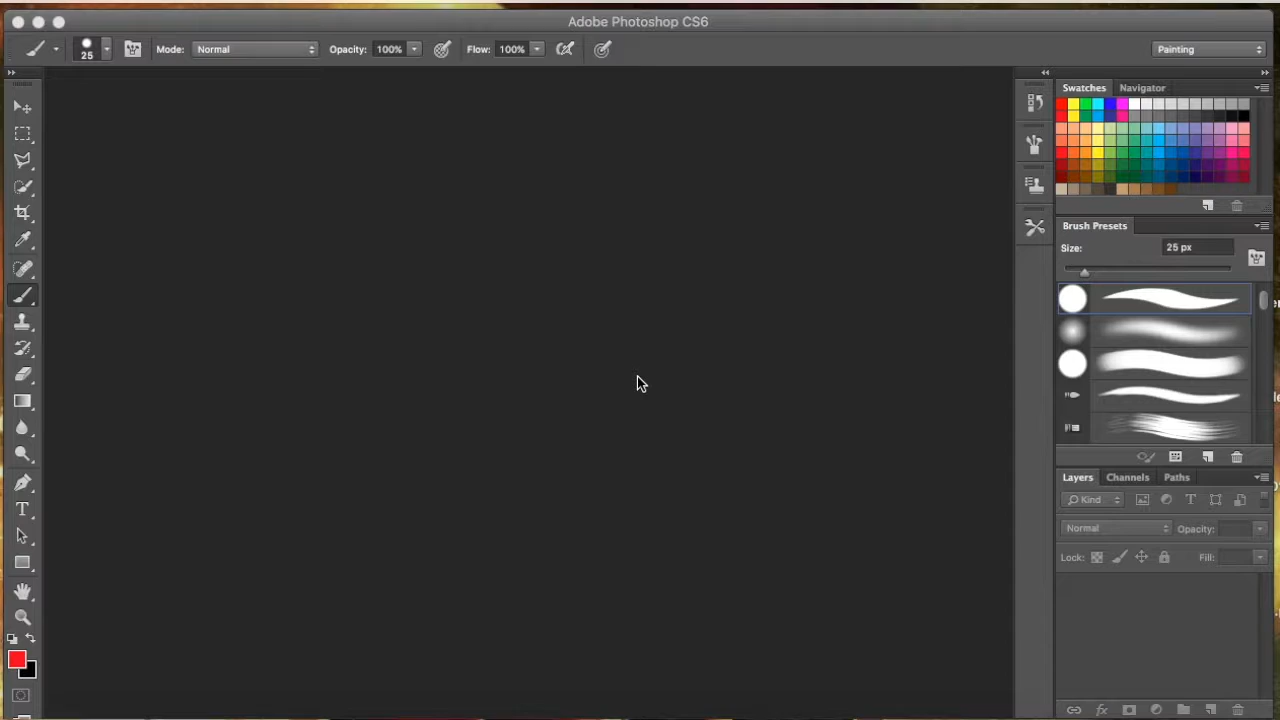 Adobe Photoshop CS6
25 Mode: Normal Opacity: 100% Flow: 100% Painting
Swatches Navigator
Brush Presets
Size: 25 px
Layers Channels Paths
Kind
Normal Opacity:
Lock: Fill: